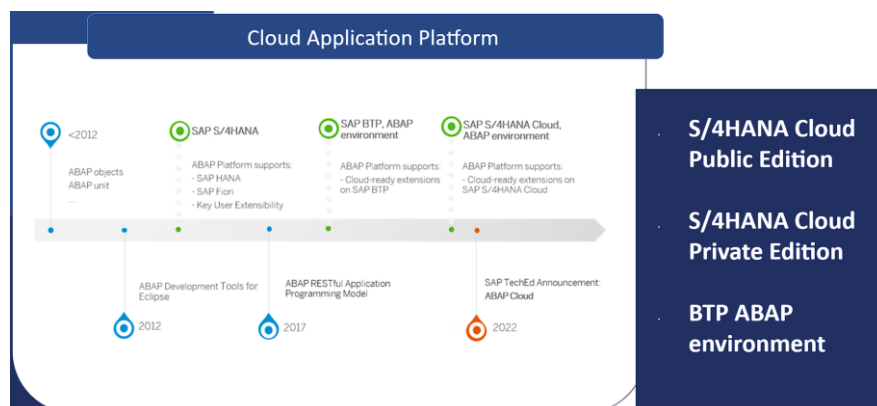 Cloud Application Platform
<2012
ABAP objects
ABAP unit
...
SAP S/4HANA
ABAP Platform supports:
- SAP HANA
- SAP Fiori
- Key User Extensibility
SAP BTP, ABAP
environment
ABAP Platform supports:
- Cloud-ready extensions
on SAP BTP
SAP S/4HANA Cloud,
ABAP environment
ABAP Platform supports:
- Cloud-ready extensions on
SAP S/4HANA Cloud
ABAP Development Tools for
Eclipse
2012
ABAP RESTful Application
Programming Model
2017
SAP TechEd Announcement:
ABAP Cloud
2022
. S/4HANA Cloud
Public Edition
. S/4HANA Cloud
Private Edition
. BTP ABAP
environment